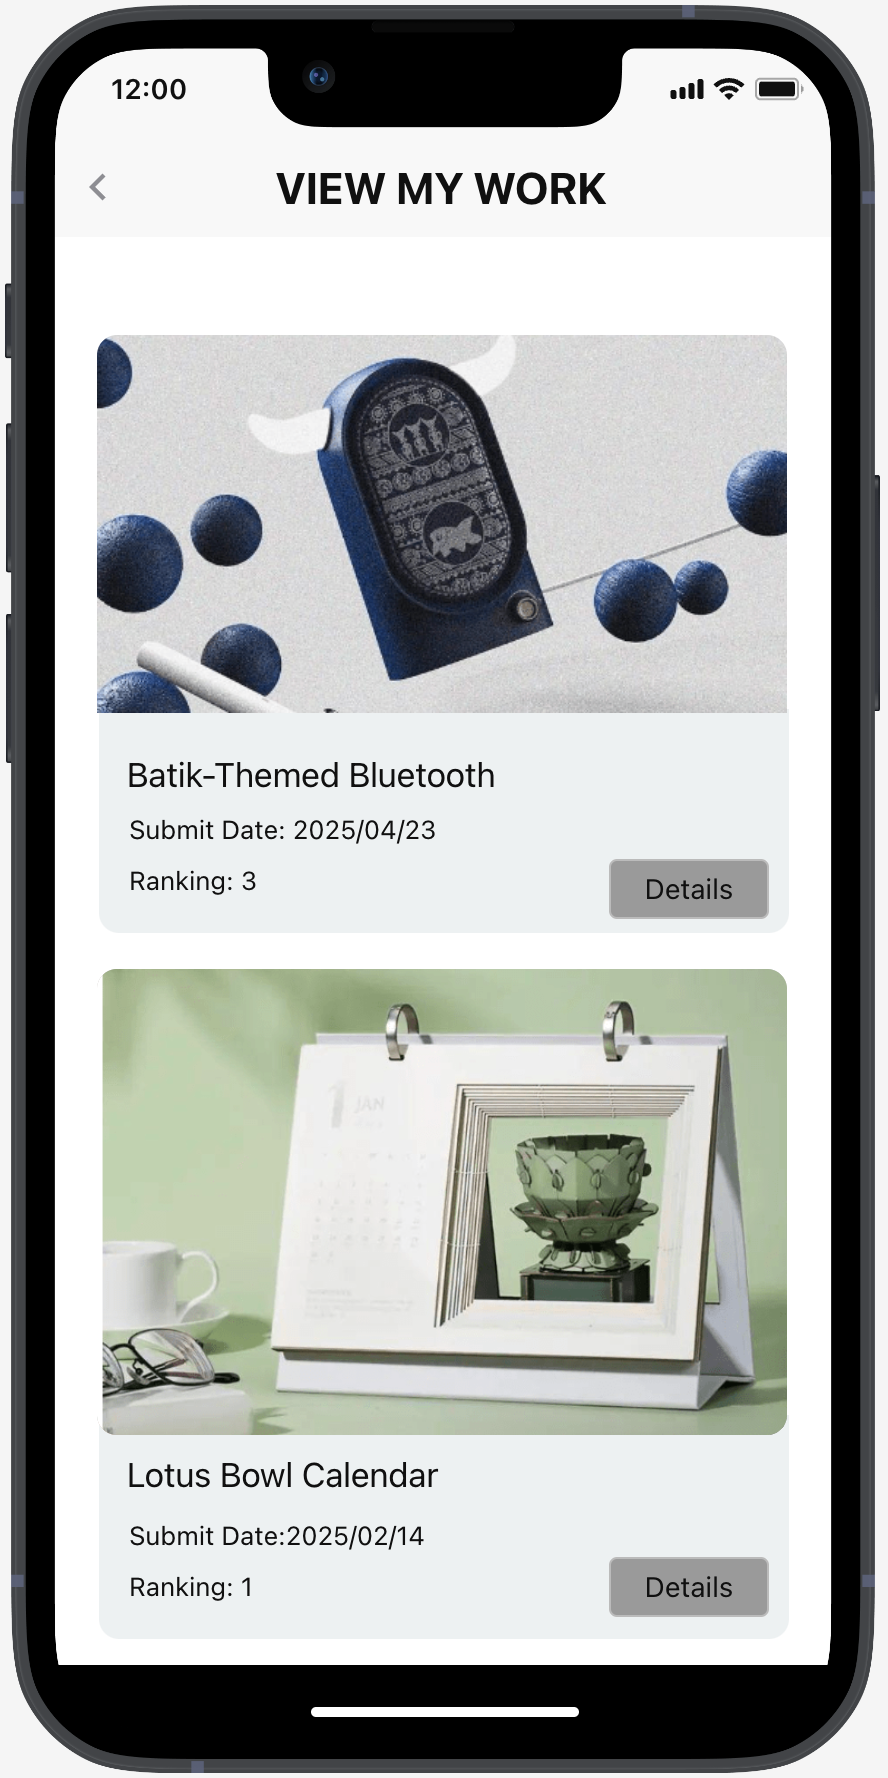 12:00
VIEW MY WORK
Batik-Themed Bluetooth
Submit Date: 2025/04/23
Ranking: 3
Details
1 JAN
Lotus Bowl Calendar
Submit Date:2025/02/14
Ranking: 1
Details